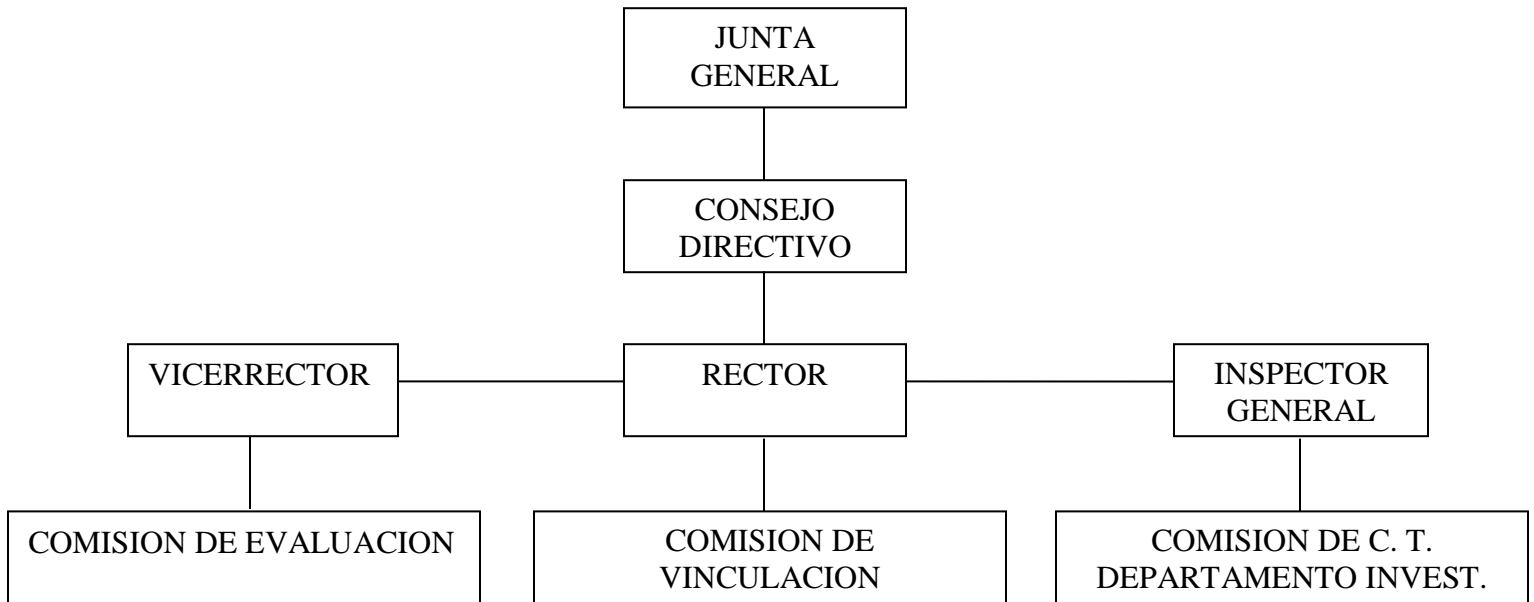 JUNTA
GENERAL
CONSEJO
DIRECTIVO
VICERRECTOR
RECTOR
INSPECTOR
GENERAL
COMISION DE EVALUACION
COMISION DE
VINCULACION
COMISION DE C. T.
DEPARTAMENTO INVEST.